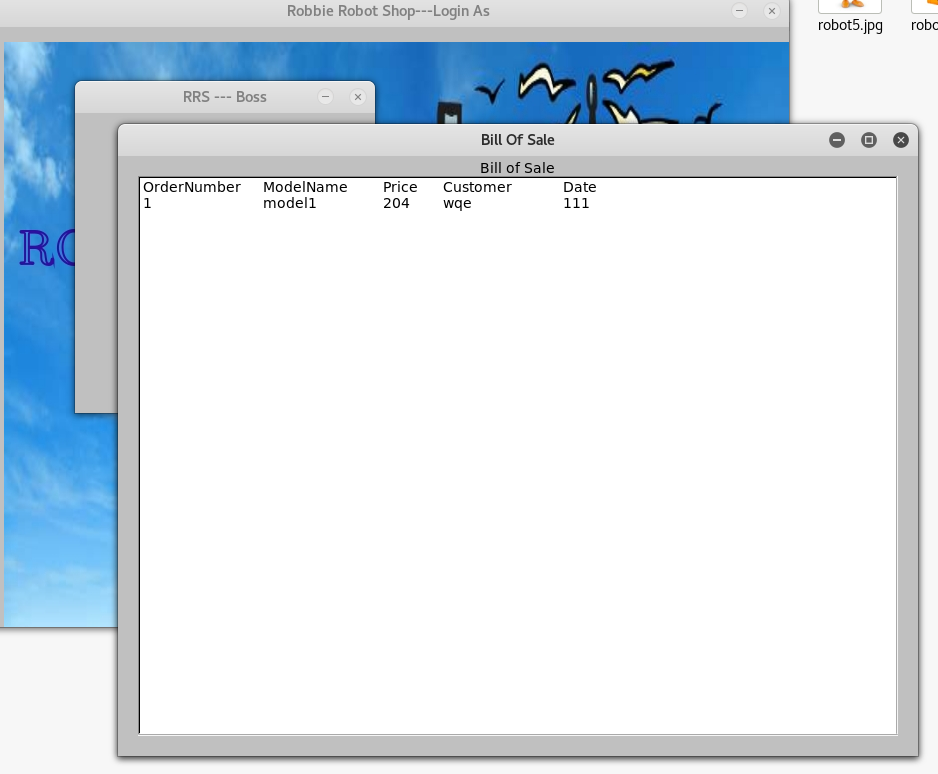 Robbie Robot Shop---Login As
robot5.jpg
RRS --- Boss
Bill Of Sale
Bill of Sale
OrderNumber ModelName Price Customer Date
1 model1 204 wqe 111